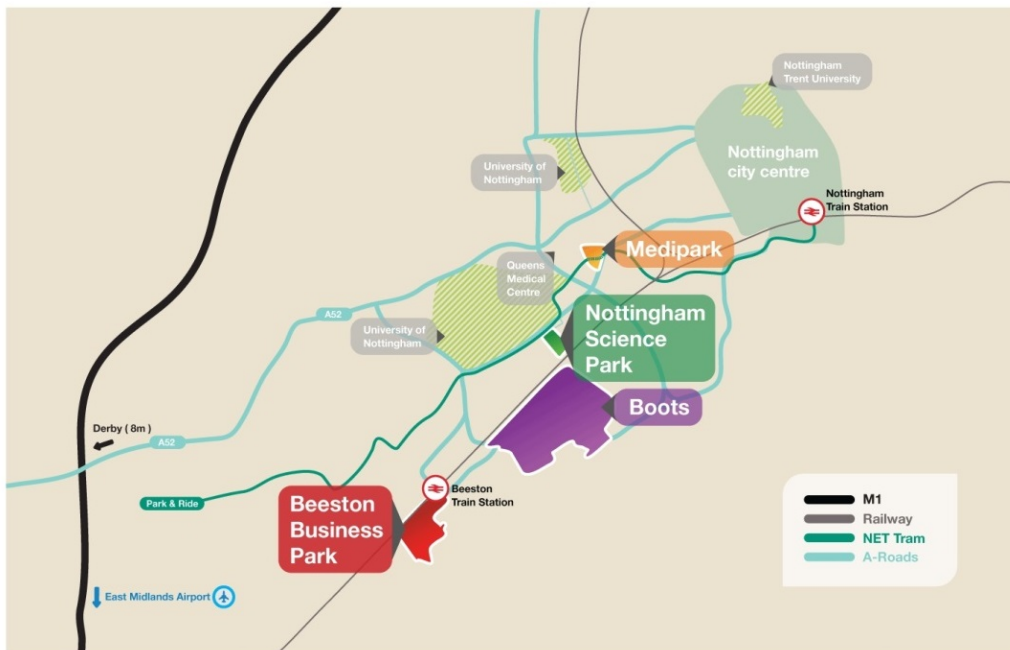 Nottingham
Trent University
University of
Nottingham
Nottingham
city centre
Nottingham
Train Station
Medipark
Queens
Medical
Centre
A52
University of
Nottingham
Nottingham
Science
Park
Boots
Derby ( 8m )
A52
Park & Ride
Beeston
Train Station
Beeston
Business
Park
M1
Railway
NET Tram
A-Roads
East Midlands Airport